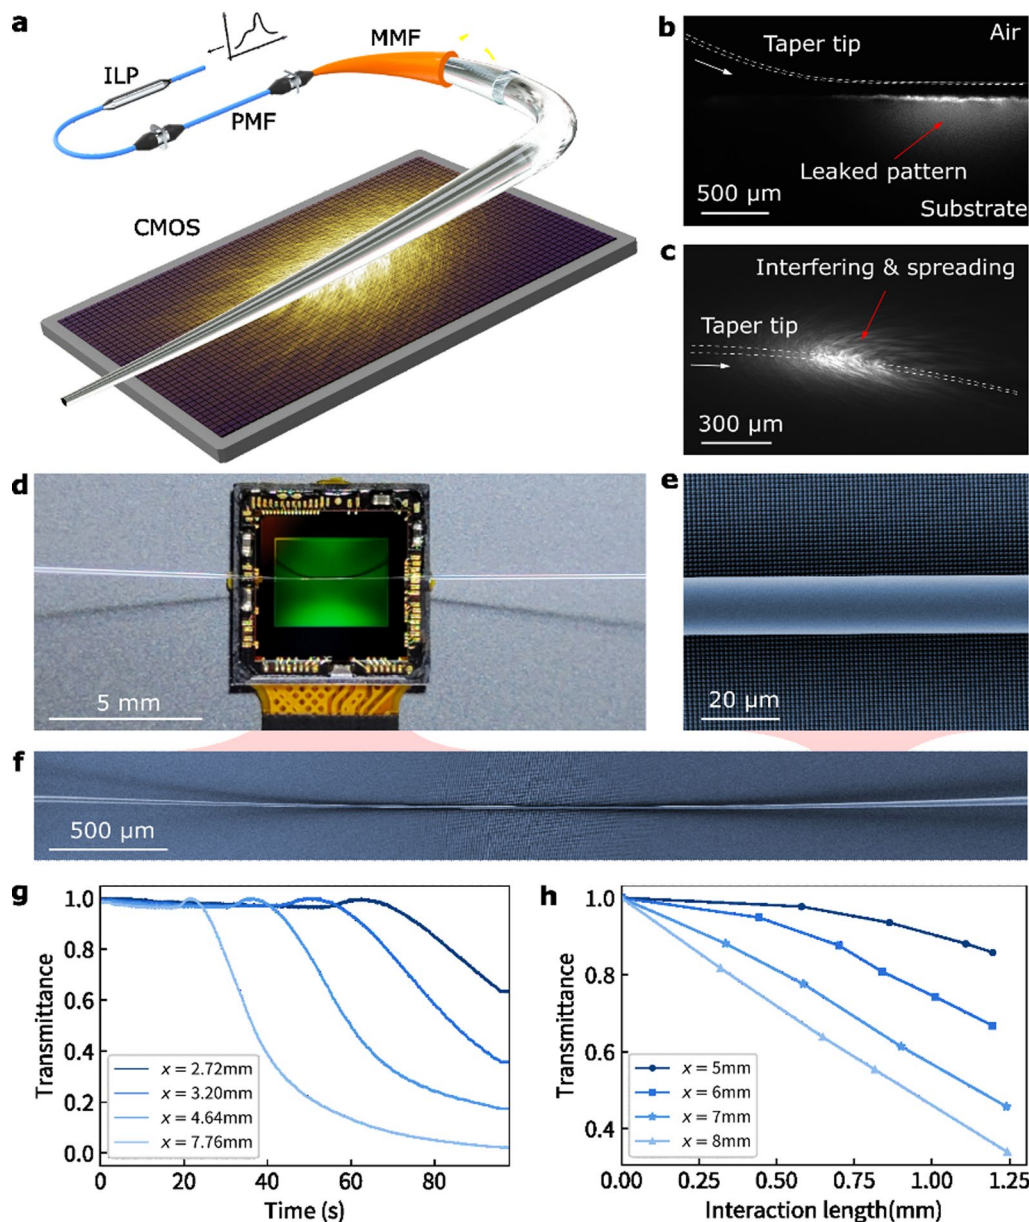 a
ILP
PMF
MMF
CMOS
b
Taper tip
Air
Leaked pattern
500 μm
Substrate
c
Interfering & spreading
Taper tip
300 μm
d
5 mm
e
20 μm
f
500 μm
g
Transmittance
1.0
0.8
0.6
0.4
0.2
0.0
x = 2.72mm
x = 3.20mm
x = 4.64mm
x = 7.76mm
0 20 40 60 80
Time (s)
h
Transmittance
1.0
0.8
0.6
0.4
x = 5mm
x = 6mm
x = 7mm
x = 8mm
0.00 0.25 0.50 0.75 1.00 1.25
Interaction length(mm)